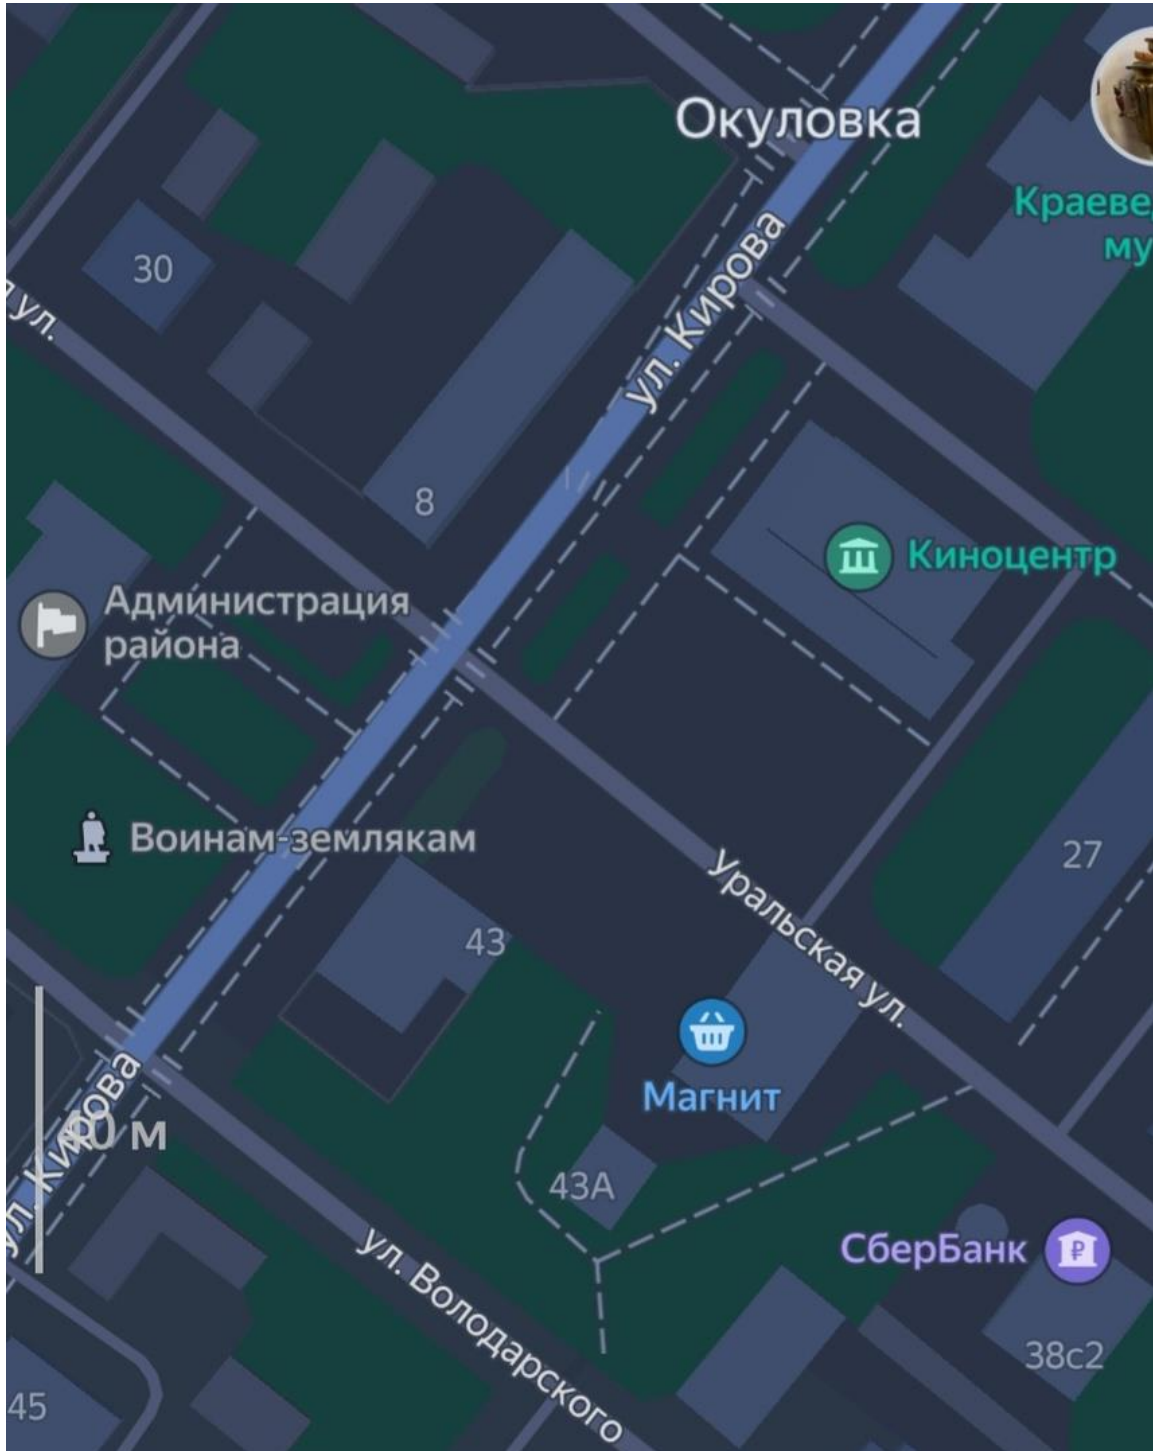 Окуловка
Краеве
му
ул. Кирова
30
ул.
8
Киноцентр
Администрация
района
Воинам-землякам
27
Уральская ул.
43
Магнит
ул. Кирова
40 м
43А
СберБанк
ул. Володарского
38с2
45